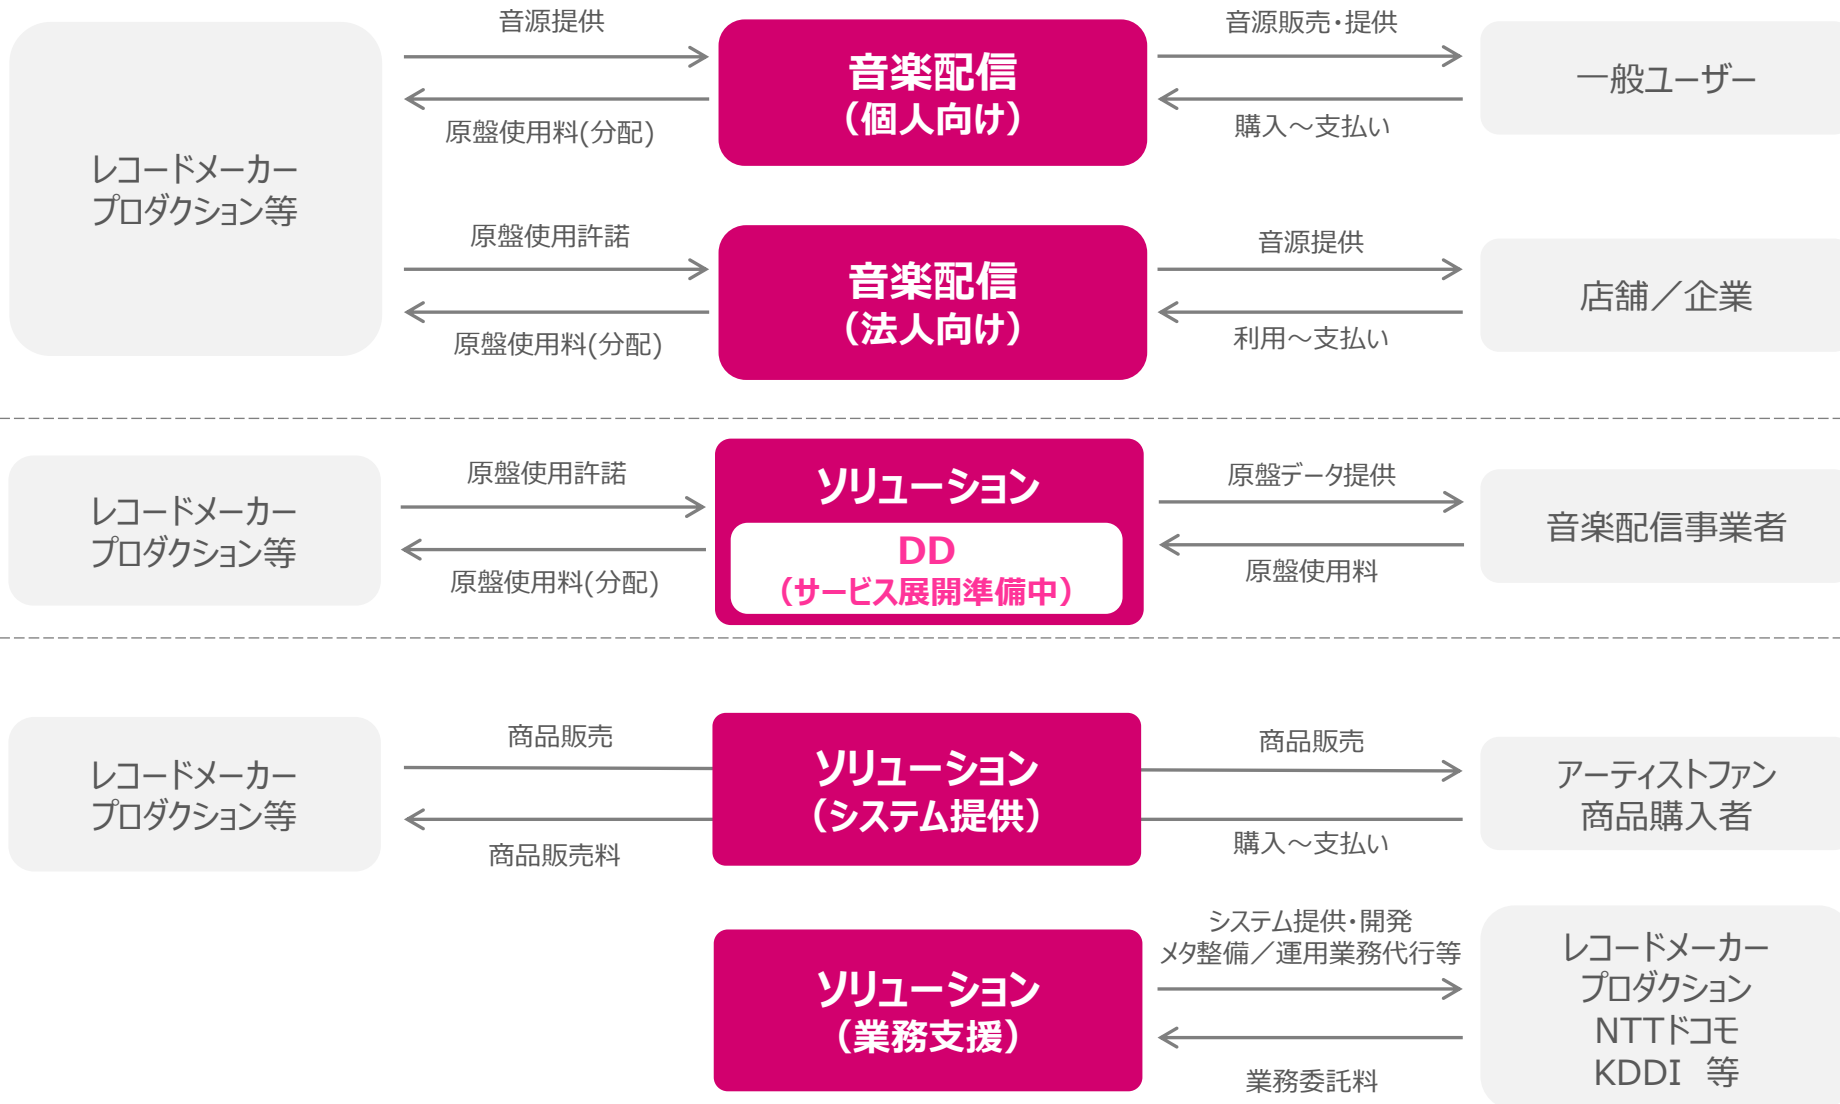 音源提供
音源販売・提供
音楽配信
（個人向け）
一般ユーザー
原盤使用料(分配)
購入～支払い
レコードメーカー
プロダクション等
原盤使用許諾
音源提供
音楽配信
（法人向け）
店舗／企業
原盤使用料(分配)
利用～支払い
原盤使用許諾
ソリューション
原盤データ提供
レコードメーカー
プロダクション等
音楽配信事業者
DD
（サービス展開準備中）
原盤使用料(分配)
原盤使用料
商品販売
商品販売
レコードメーカー
プロダクション等
ソリューション
（システム提供）
アーティストファン
商品購入者
商品販売料
購入～支払い
システム提供・開発
メタ整備／運用業務代行等
ソリューション
（業務支援）
レコードメーカー
プロダクション
NTTドコモ
KDDI　等
業務委託料